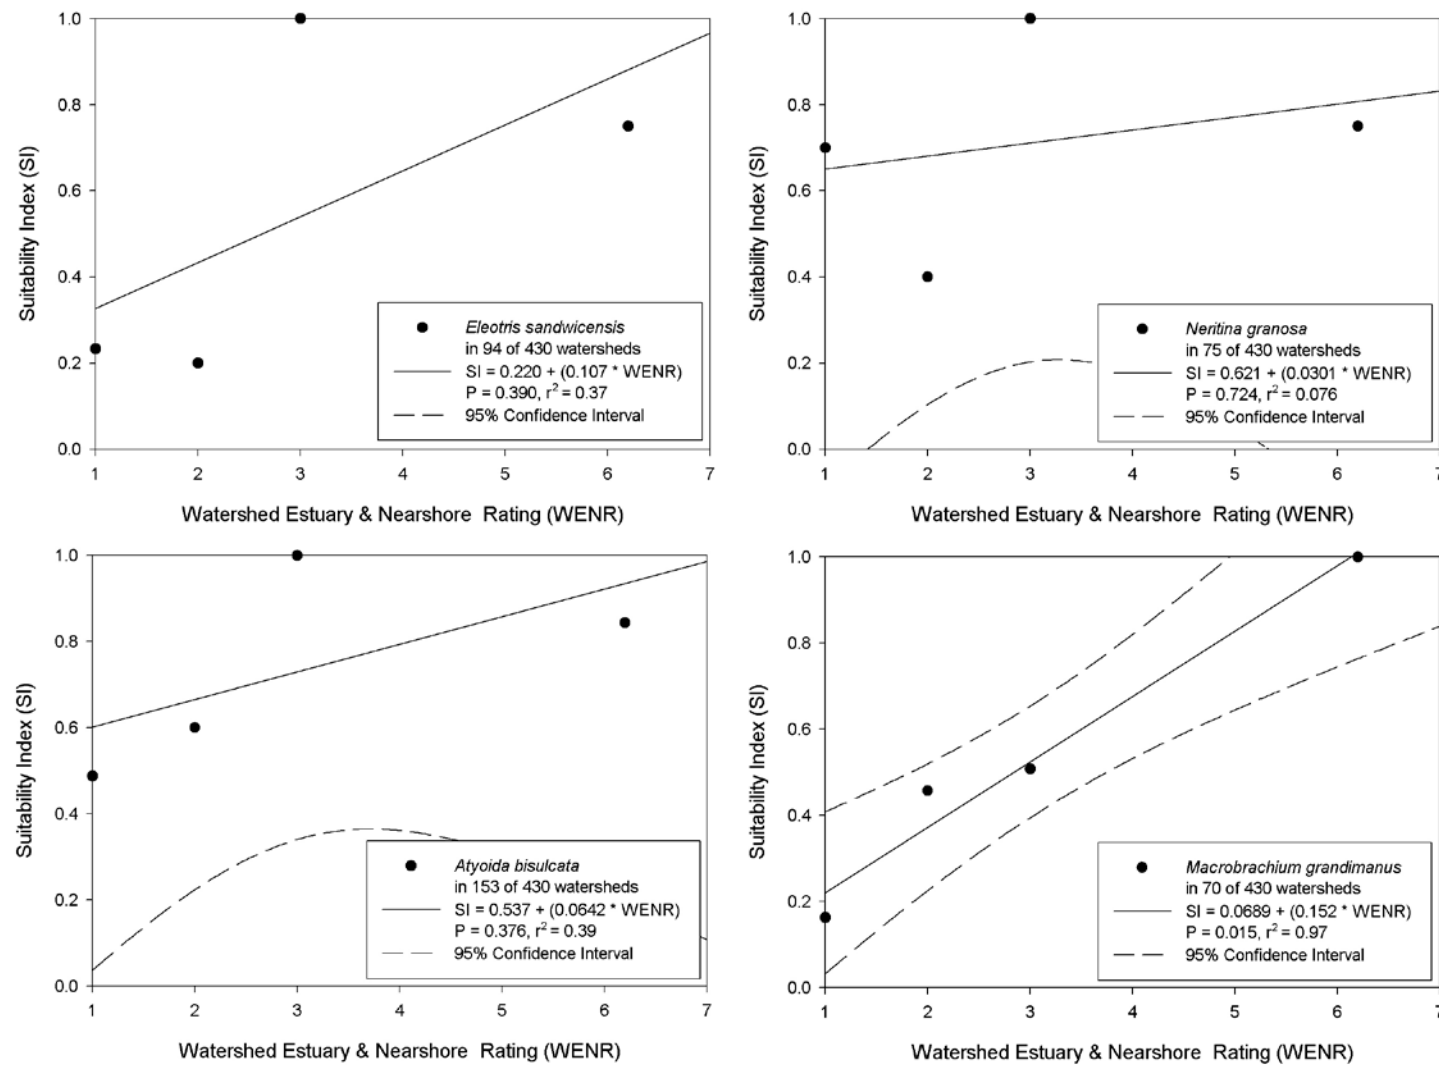 1.0
0.8
0.6
0.4
0.2
0.0
Suitability Index (SI)
Eleotris sandwicensis
in 94 of 430 watersheds
SI = 0.220 + (0.107 * WENR)
P = 0.390, r² = 0.37
95% Confidence Interval
1 2 3 4 5 6 7
Watershed Estuary & Nearshore Rating (WENR)
1.0
0.8
0.6
0.4
0.2
0.0
Suitability Index (SI)
Neritina granosa
in 75 of 430 watersheds
SI = 0.621 + (0.0301 * WENR)
P = 0.724, r² = 0.076
95% Confidence Interval
1 2 3 4 5 6 7
Watershed Estuary & Nearshore Rating (WENR)
1.0
0.8
0.6
0.4
0.2
0.0
Suitability Index (SI)
Atyoida bisulcata
in 153 of 430 watersheds
SI = 0.537 + (0.0642 * WENR)
P = 0.376, r² = 0.39
95% Confidence Interval
1 2 3 4 5 6 7
Watershed Estuary & Nearshore Rating (WENR)
1.0
0.8
0.6
0.4
0.2
0.0
Suitability Index (SI)
Macrobrachium grandimanus
in 70 of 430 watersheds
SI = 0.0689 + (0.152 * WENR)
P = 0.015, r² = 0.97
95% Confidence Interval
1 2 3 4 5 6 7
Watershed Estuary & Nearshore Rating (WENR)